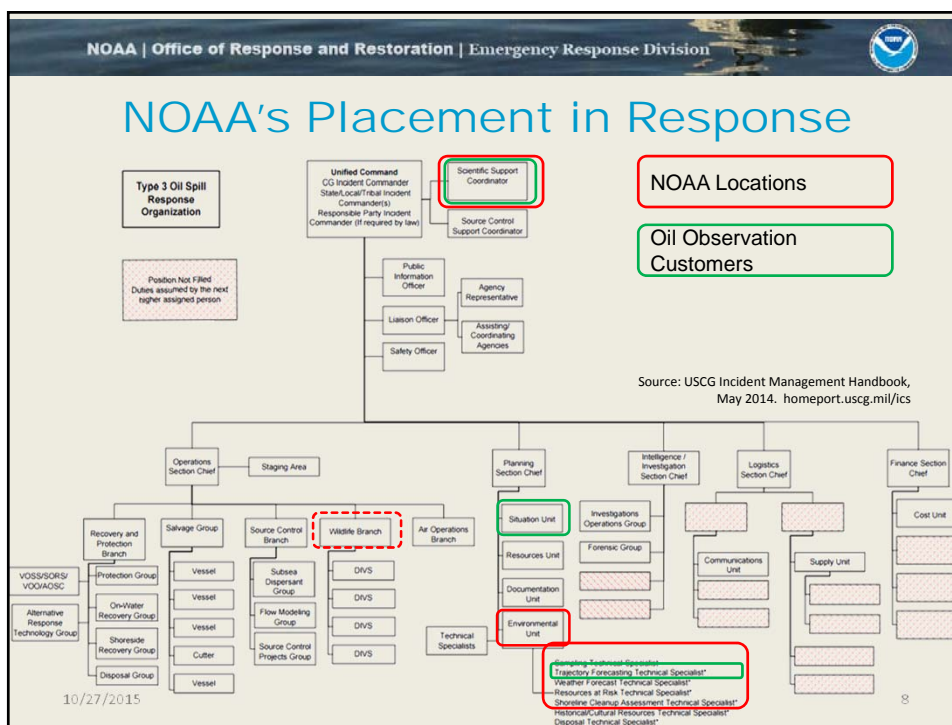 NOAA | Office of Response and Restoration | Emergency Response Division
NOAA
NOAA's Placement in Response
Type 3 Oil Spill
Response
Organization
Position Not Filled
Duties assumed by the next
higher assigned person
Unified Command
CG Incident Commander
State/Local/Tribal Incident
Commander(s)
Responsible Party Incident
Commander (If required by law)
Scientific Support
Coordinator
Source Control
Support Coordinator
NOAA Locations
Oil Observation
Customers
Public
Information
Officer
Liaison Officer
Safety Officer
Agency
Representative
Assisting/
Coordinating
Agencies
Source: USCG Incident Management Handbook,
May 2014. homeport.uscg.mil/ics
Operations
Section Chief
Staging Area
Planning
Section Chief
Intelligence /
Investigation
Section Chief
Logistics
Section Chief
Finance Section
Chief
Recovery and
Protection
Branch
Salvage Group
Source Control
Branch
Wildlife Branch
Air Operations
Branch
VOSS/SORS/
VOO/AOSC
Alternative
Response
Technology Group
Protection Group
On-Water
Recovery Group
Shoreside
Recovery Group
Disposal Group
Vessel
Vessel
Vessel
Cutter
Vessel
Subsea
Dispersant
Group
Flow Modeling
Group
Source Control
Projects Group
DIVS
DIVS
DIVS
DIVS
Situation Unit
Resources Unit
Documentation
Unit
Environmental
Unit
Technical
Specialists
Sampling Technical Specialist
Trajectory Forecasting Technical Specialist*
Weather Forecast Technical Specialist*
Resources at Risk Technical Specialist*
Shoreline Cleanup Assessment Technical Specialist*
Historical/Cultural Resources Technical Specialist*
Disposal Technical Specialist*
Investigations
Operations Group
Forensic Group
Communications
Unit
Supply Unit
Cost Unit
10/27/2015
8